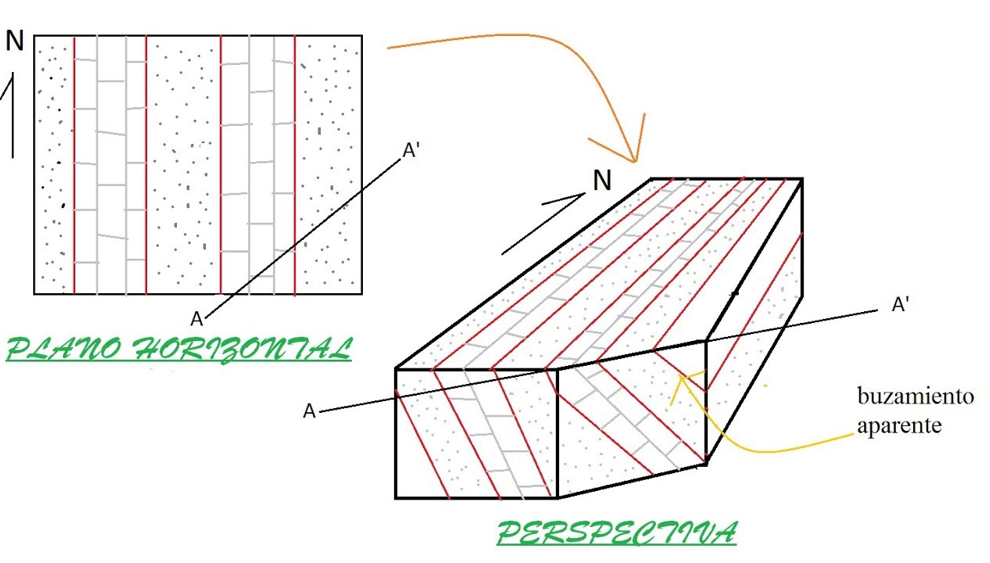 N
A'
A
PLANO HORIZONTAL
N
A'
A
buzamiento
aparente
PERSPECTIVA